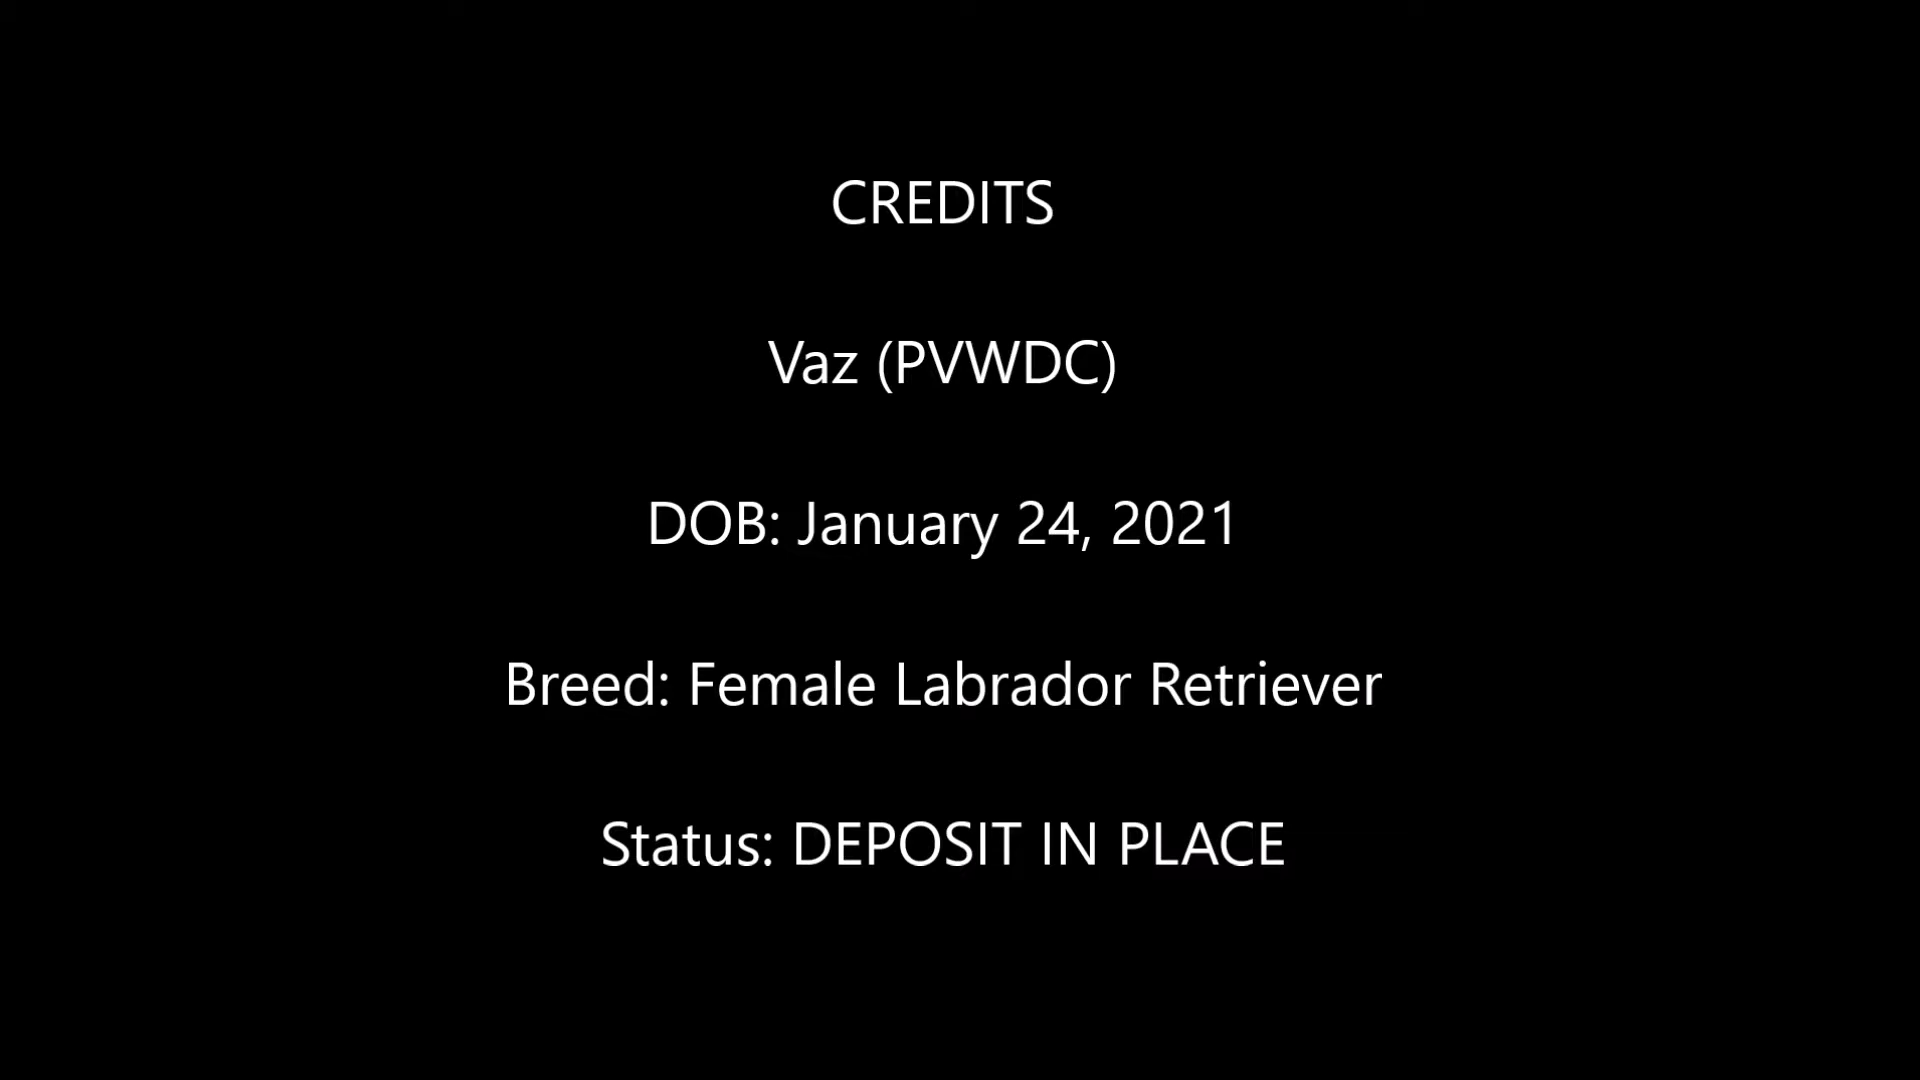 CREDITS
Vaz (PVWDC)
DOB: January 24, 2021
Breed: Female Labrador Retriever
Status: DEPOSIT IN PLACE